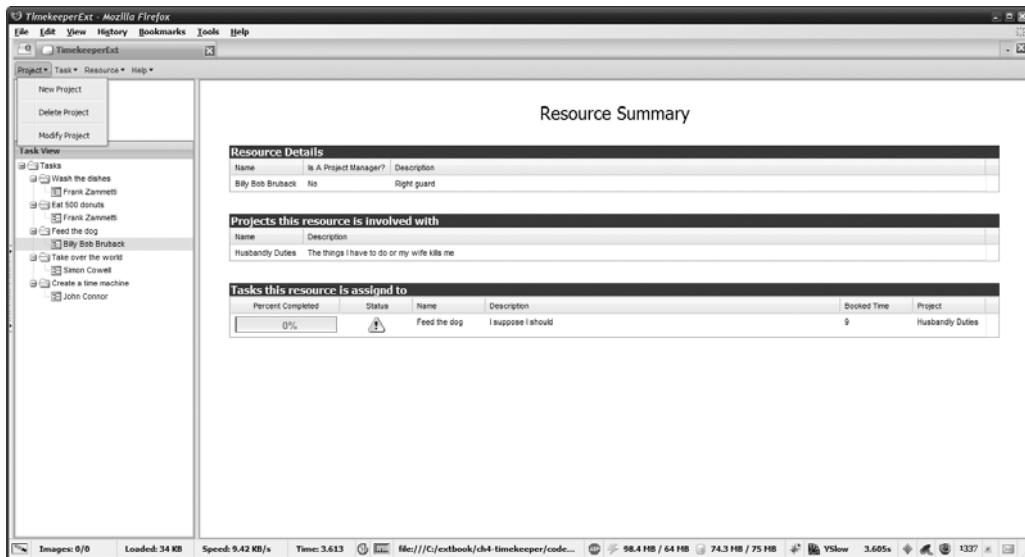 TimekeeperExt - Mozilla Firefox
File Edit View History Bookmarks Tools Help
TimekeeperExt
Project Task Resource Help
New Project
Delete Project
Modify Project
Resource Summary
Task View
Tasks
Wash the dishes
Frank Zammetti
Eat 500 donuts
Frank Zammetti
Feed the dog
Billy Bob Bruback
Take over the world
Simon Cowell
Create a time machine
John Connor
Resource Details
Name Is A Project Manager? Description
Billy Bob Bruback No Right guard
Projects this resource is involved with
Name Description
Husbandly Duties The things I have to do or my wife kills me
Tasks this resource is assignd to
Percent Completed Status Name Description Booked Time Project
0% Feed the dog I suppose I should 9 Husbandly Duties
Images: 0/0 Loaded: 34 KB Speed: 9.42 KB/s Time: 3.613 file:///C:/extbook/ch4-timekeeper/code... 98.4 MB / 64 MB 74.3 MB / 75 MB YSlow 3.605s 1337